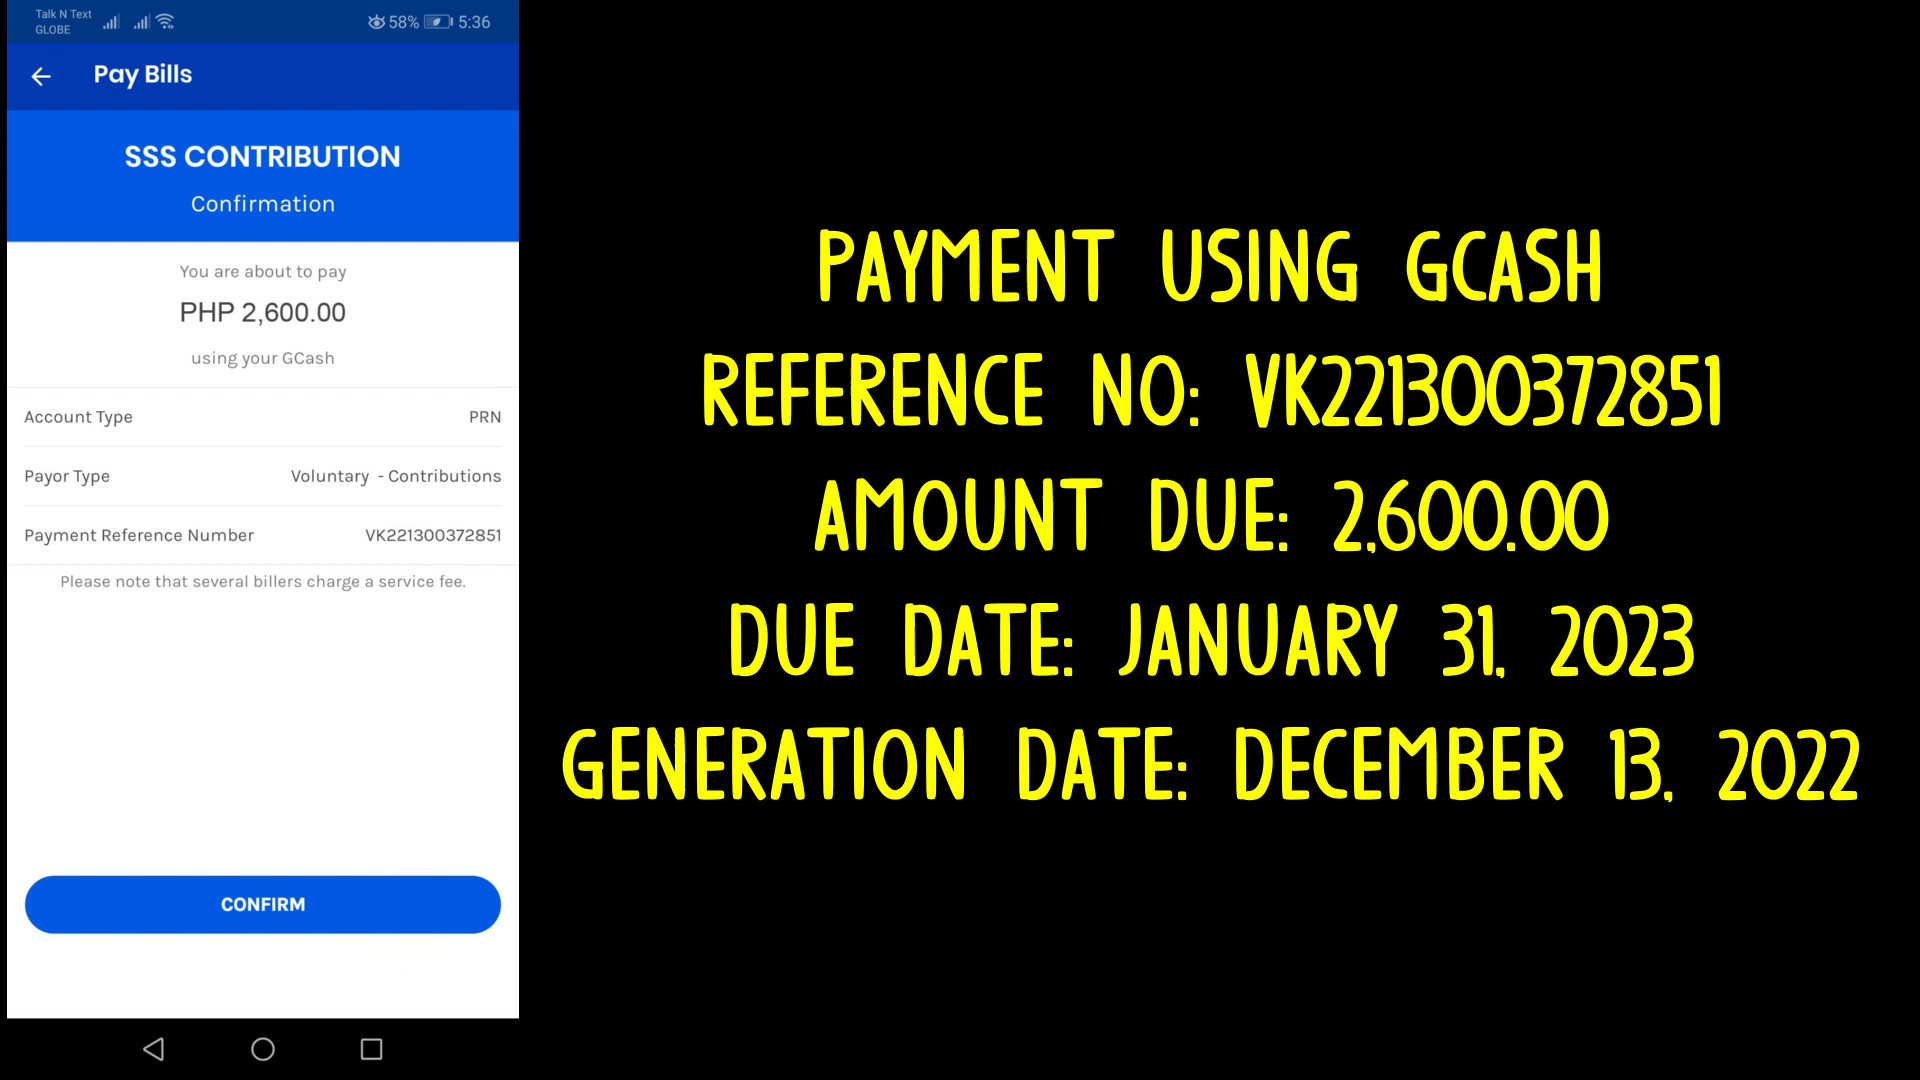 Talk N Text
GLOBE
58% 5:36
Pay Bills
SSS CONTRIBUTION
Confirmation
You are about to pay
PHP 2,600.00
using your GCash
Account Type PRN
Payor Type Voluntary - Contributions
Payment Reference Number VK221300372851
Please note that several billers charge a service fee.
CONFIRM
PAYMENT USING GCASH
REFERENCE NO: VK221300372851
AMOUNT DUE: 2,600.00
DUE DATE: JANUARY 31, 2023
GENERATION DATE: DECEMBER 13, 2022